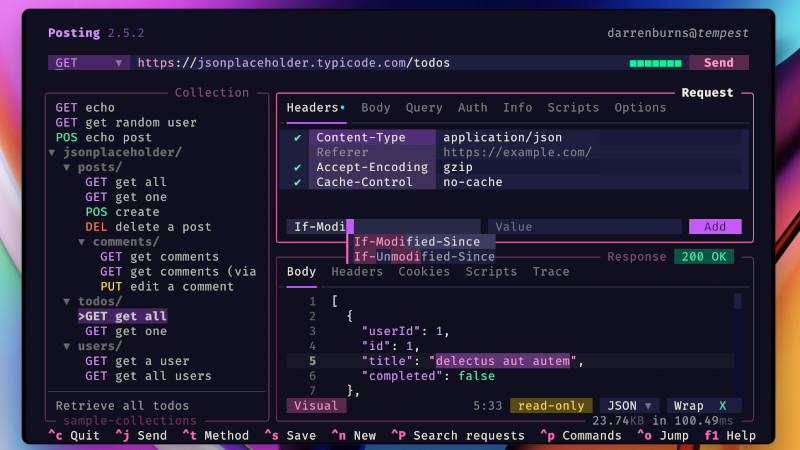 Posting 2.5.2
darrenburns@tempest
GET ▼ https://jsonplaceholder.typicode.com/todos ■■■■■■■ Send
Collection
GET echo
GET get random user
POS echo post
▼ jsonplaceholder/
▼ posts/
GET get all
GET get one
POS create
DEL delete a post
▼ comments/
GET get comments
GET get comments (via
PUT edit a comment
▼ todos/
>GET get all
GET get one
▼ users/
GET get a user
GET get all users
Retrieve all todos
sample-collections
Request
Headers• Body Query Auth Info Scripts Options
✔ Content-Type application/json
Referer https://example.com/
✔ Accept-Encoding gzip
✔ Cache-Control no-cache
If-Modi Value Add
If-Modified-Since
If-Unmodified-Since
Response 200 OK
Body Headers Cookies Scripts Trace
1 [
2 {
3 "userId": 1,
4 "id": 1,
5 "title": "delectus aut autem",
6 "completed": false
7 },
Visual 5:33 read-only JSON ▼ Wrap X
23.74KB in 100.49ms
^c Quit ^j Send ^t Method ^s Save ^n New ^P Search requests ^p Commands ^o Jump f1 Help